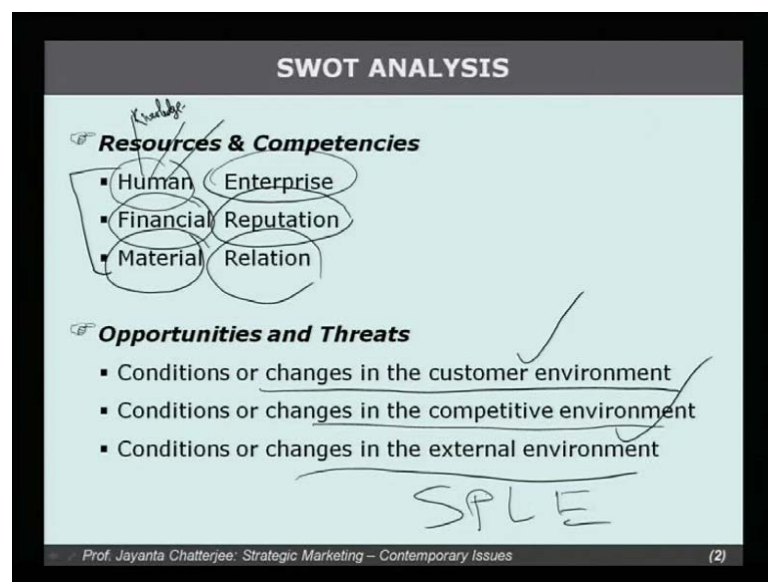 SWOT ANALYSIS
Knowledge
Resources & Competencies
Human Enterprise
Financial Reputation
Material Relation
Opportunities and Threats
Conditions or changes in the customer environment
Conditions or changes in the competitive environment
Conditions or changes in the external environment
SPLE
Prof. Jayanta Chatterjee: Strategic Marketing – Contemporary Issues (2)